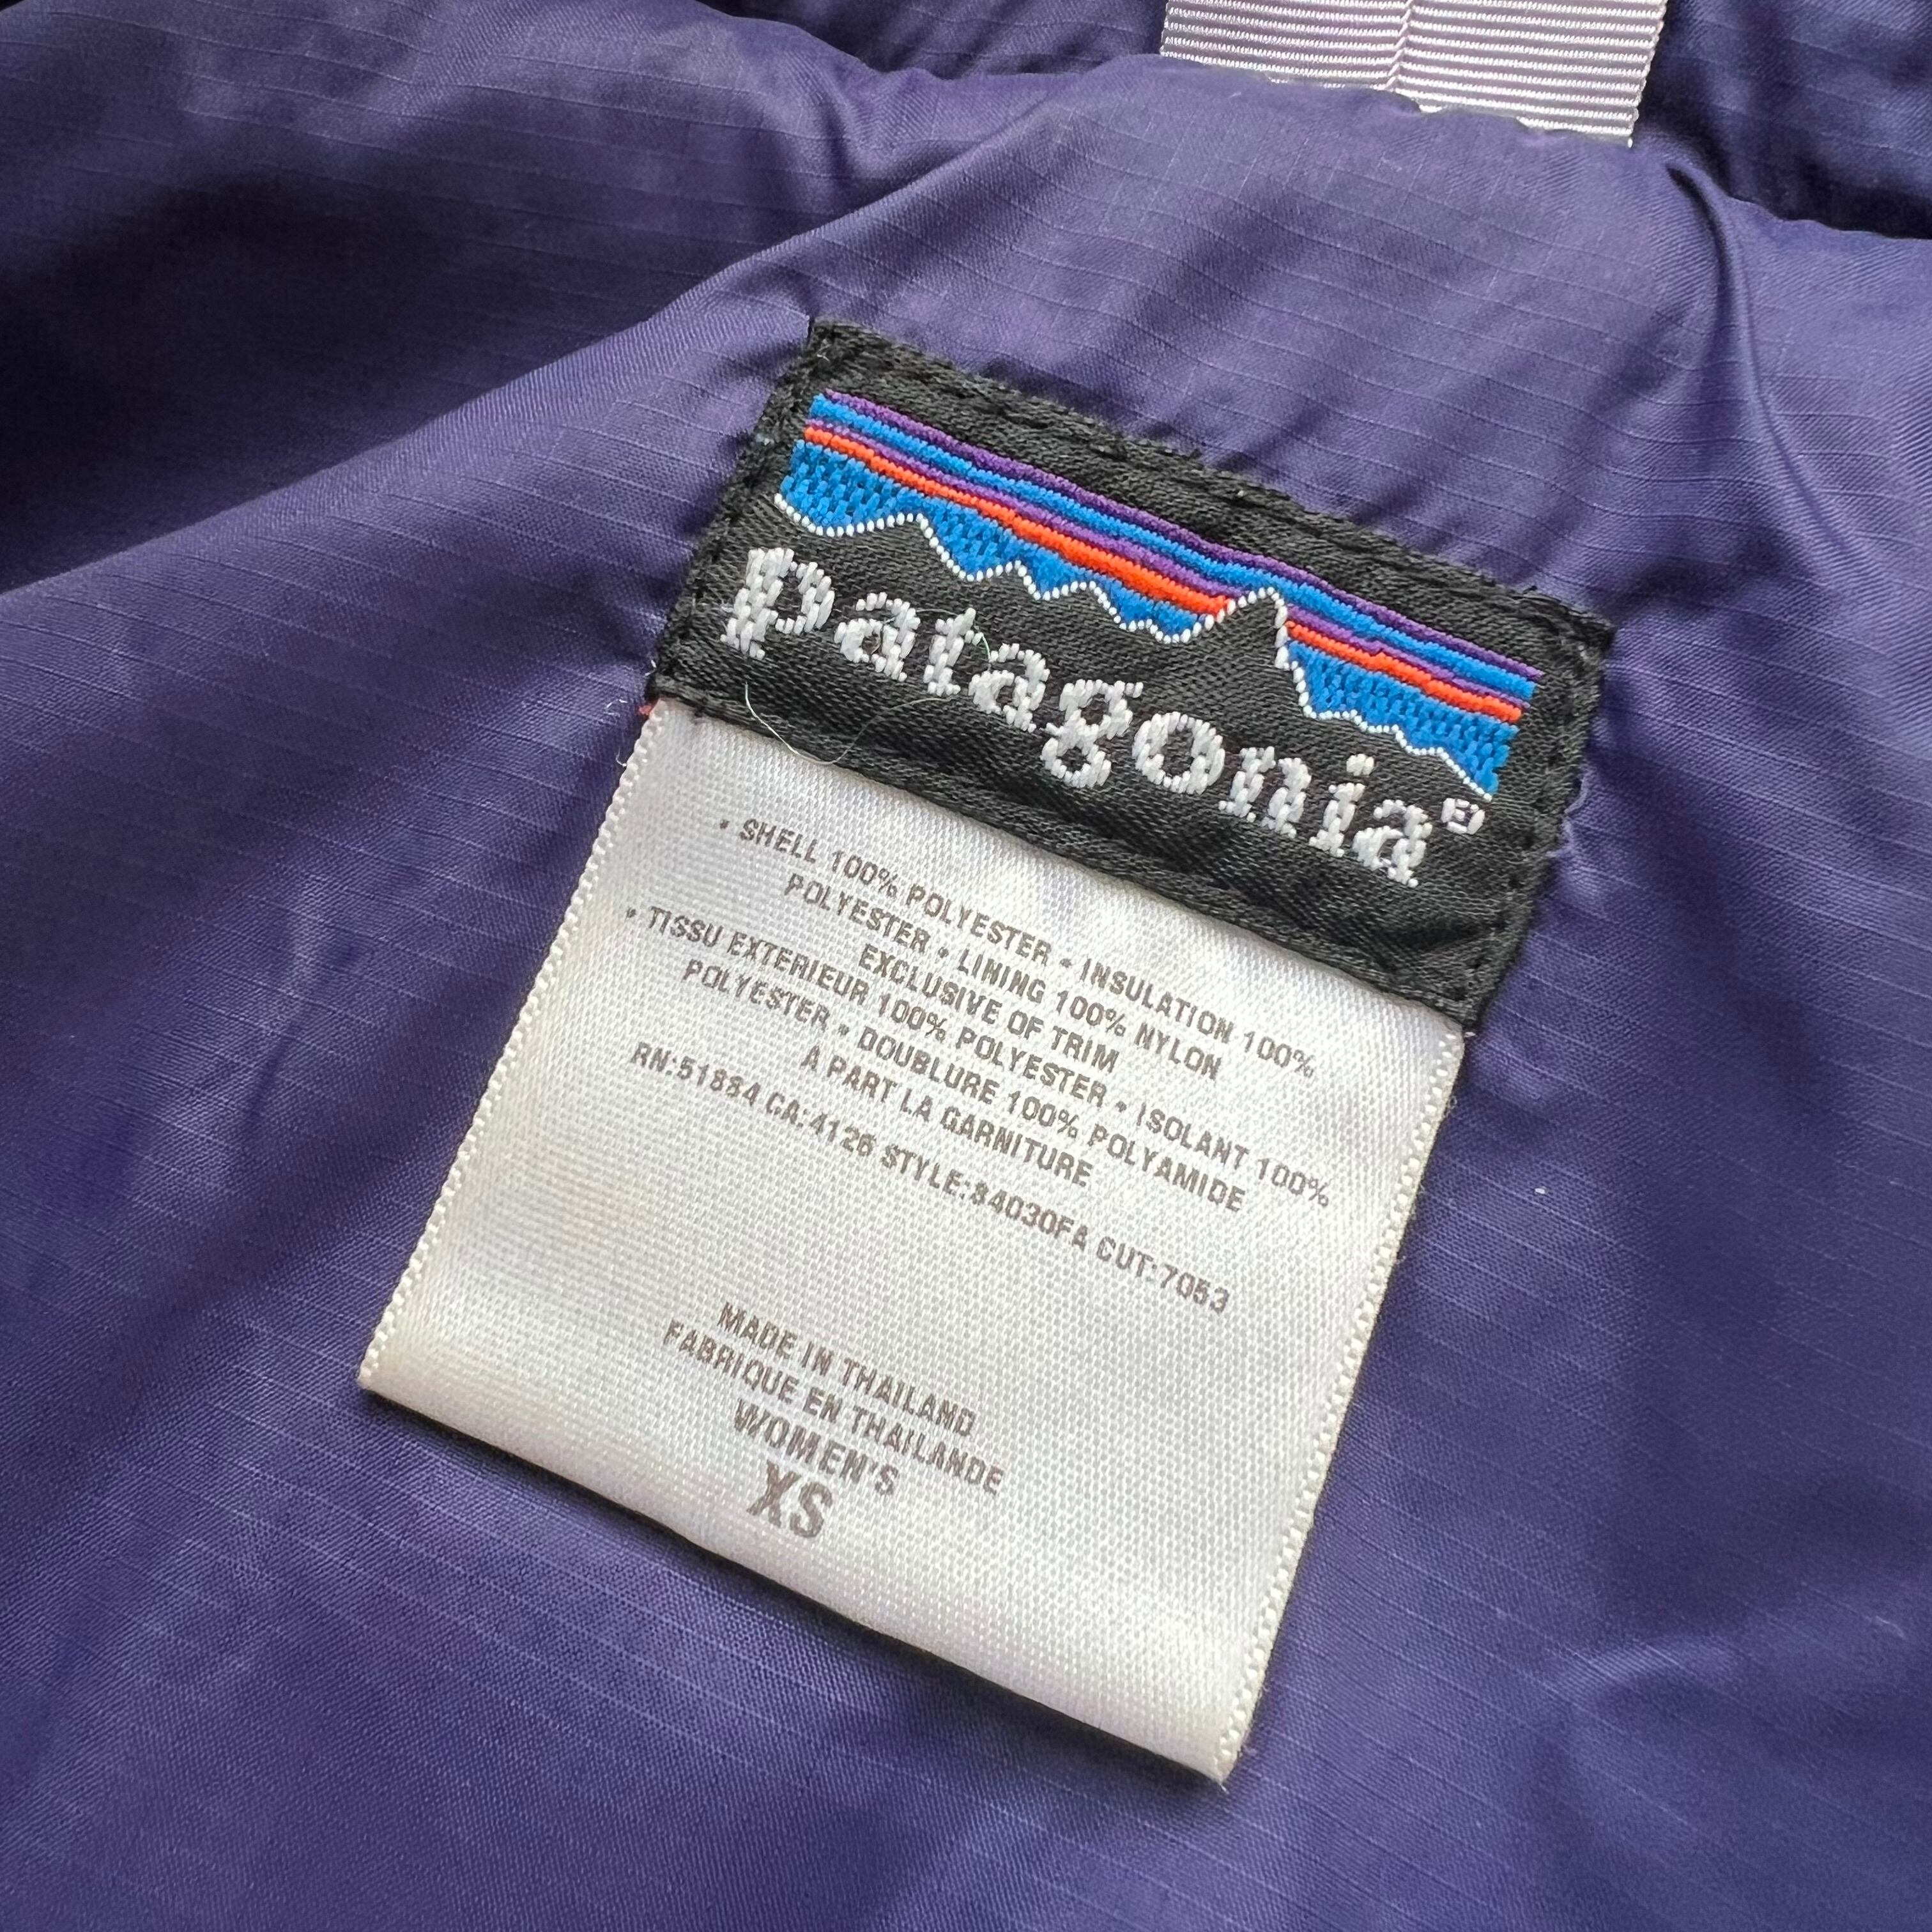 patagonia®
• SHELL 100% POLYESTER • INSULATION 100%
POLYESTER • LINING 100% NYLON
EXCLUSIVE OF TRIM
• TISSU EXTERIEUR 100% POLYESTER • ISOLANT 100%
POLYESTER • DOUBLURE 100% POLYAMIDE
A PART LA GARNITURE
RN:51884 CA:4126 STYLE:84030FA CUT:7053
MADE IN THAILAND
FABRIQUE EN THAILANDE
WOMEN'S
XS